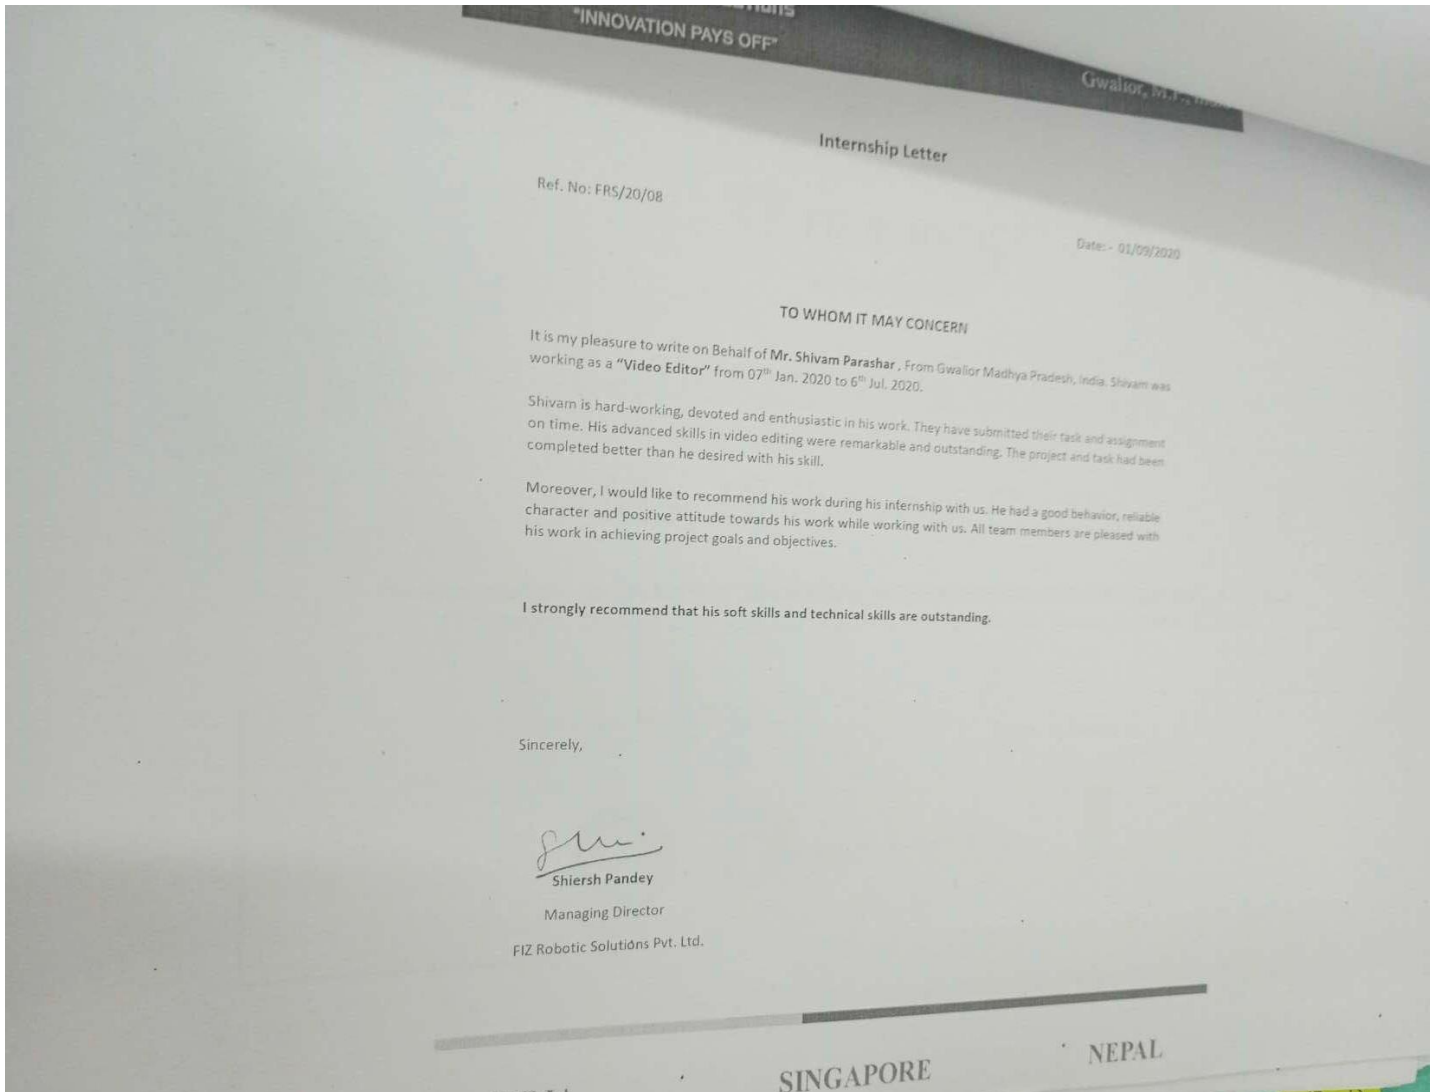 "INNOVATION PAYS OFF"
Gwalior, M.P.,
Internship Letter
Ref. No: FRS/20/08
Date: - 01/09/2020
TO WHOM IT MAY CONCERN
It is my pleasure to write on Behalf of Mr. Shivam Parashar , From Gwalior Madhya Pradesh, India. Shivam was
working as a “Video Editor” from 07th Jan. 2020 to 6th Jul. 2020.
Shivam is hard-working, devoted and enthusiastic in his work. They have submitted their task and assignment
on time. His advanced skills in video editing were remarkable and outstanding. The project and task had been
completed better than he desired with his skill.
Moreover, I would like to recommend his work during his internship with us. He had a good behavior, reliable
character and positive attitude towards his work while working with us. All team members are pleased with
his work in achieving project goals and objectives.
I strongly recommend that his soft skills and technical skills are outstanding.
Sincerely,
Shiersh Pandey
Managing Director
FIZ Robotic Solutions Pvt. Ltd.
SINGAPORE
NEPAL